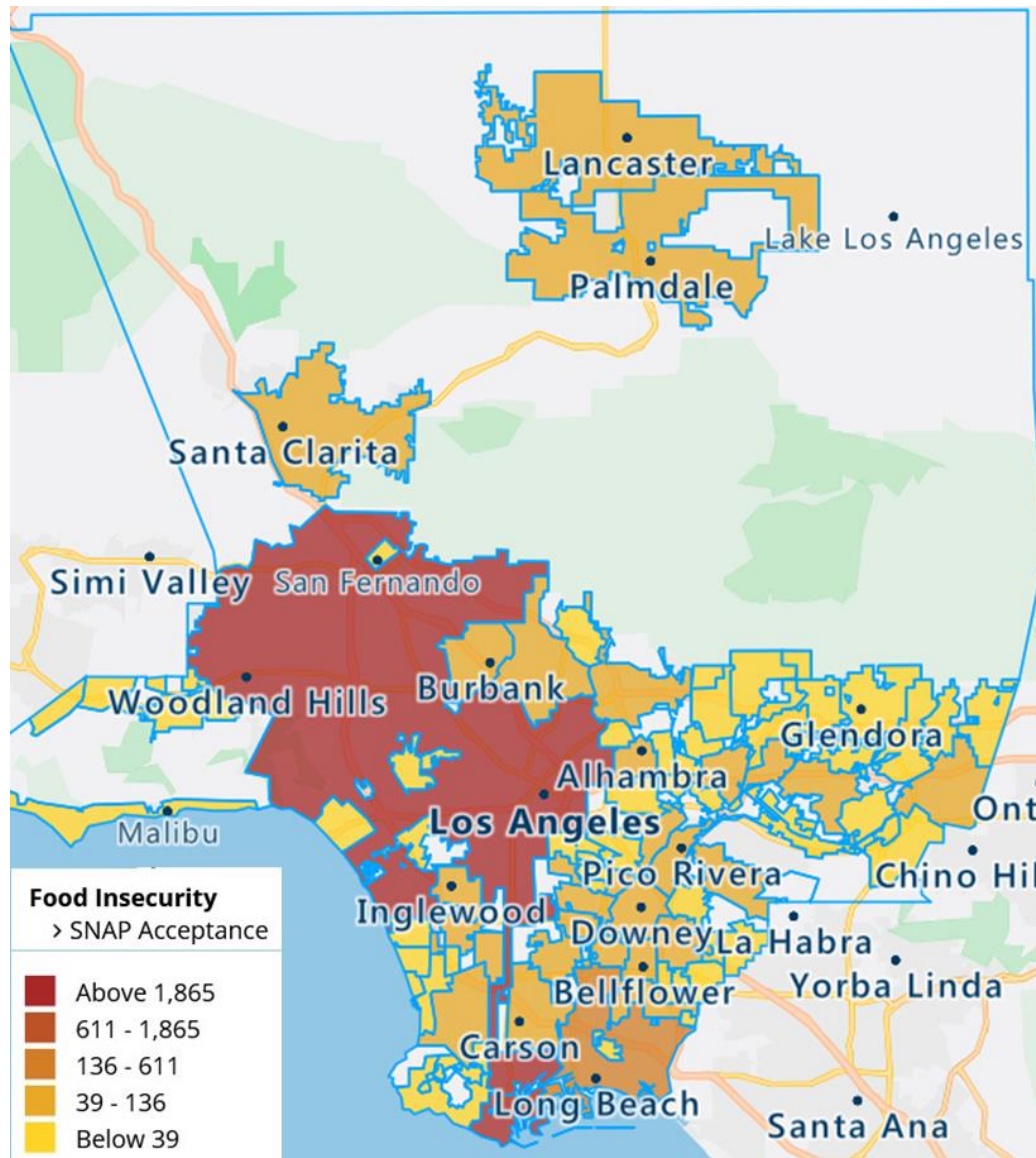 Lancaster
Lake Los Angeles
Palmdale
Santa Clarita
Simi Valley
San Fernando
Woodland Hills
Burbank
Glendora
Alhambra
Malibu
Los Angeles
Ont
Pico Rivera
Chino Hil
Inglewood
Downey
La Habra
Bellflower
Yorba Linda
Carson
Long Beach
Santa Ana
Food Insecurity
> SNAP Acceptance
Above 1,865
611 - 1,865
136 - 611
39 - 136
Below 39